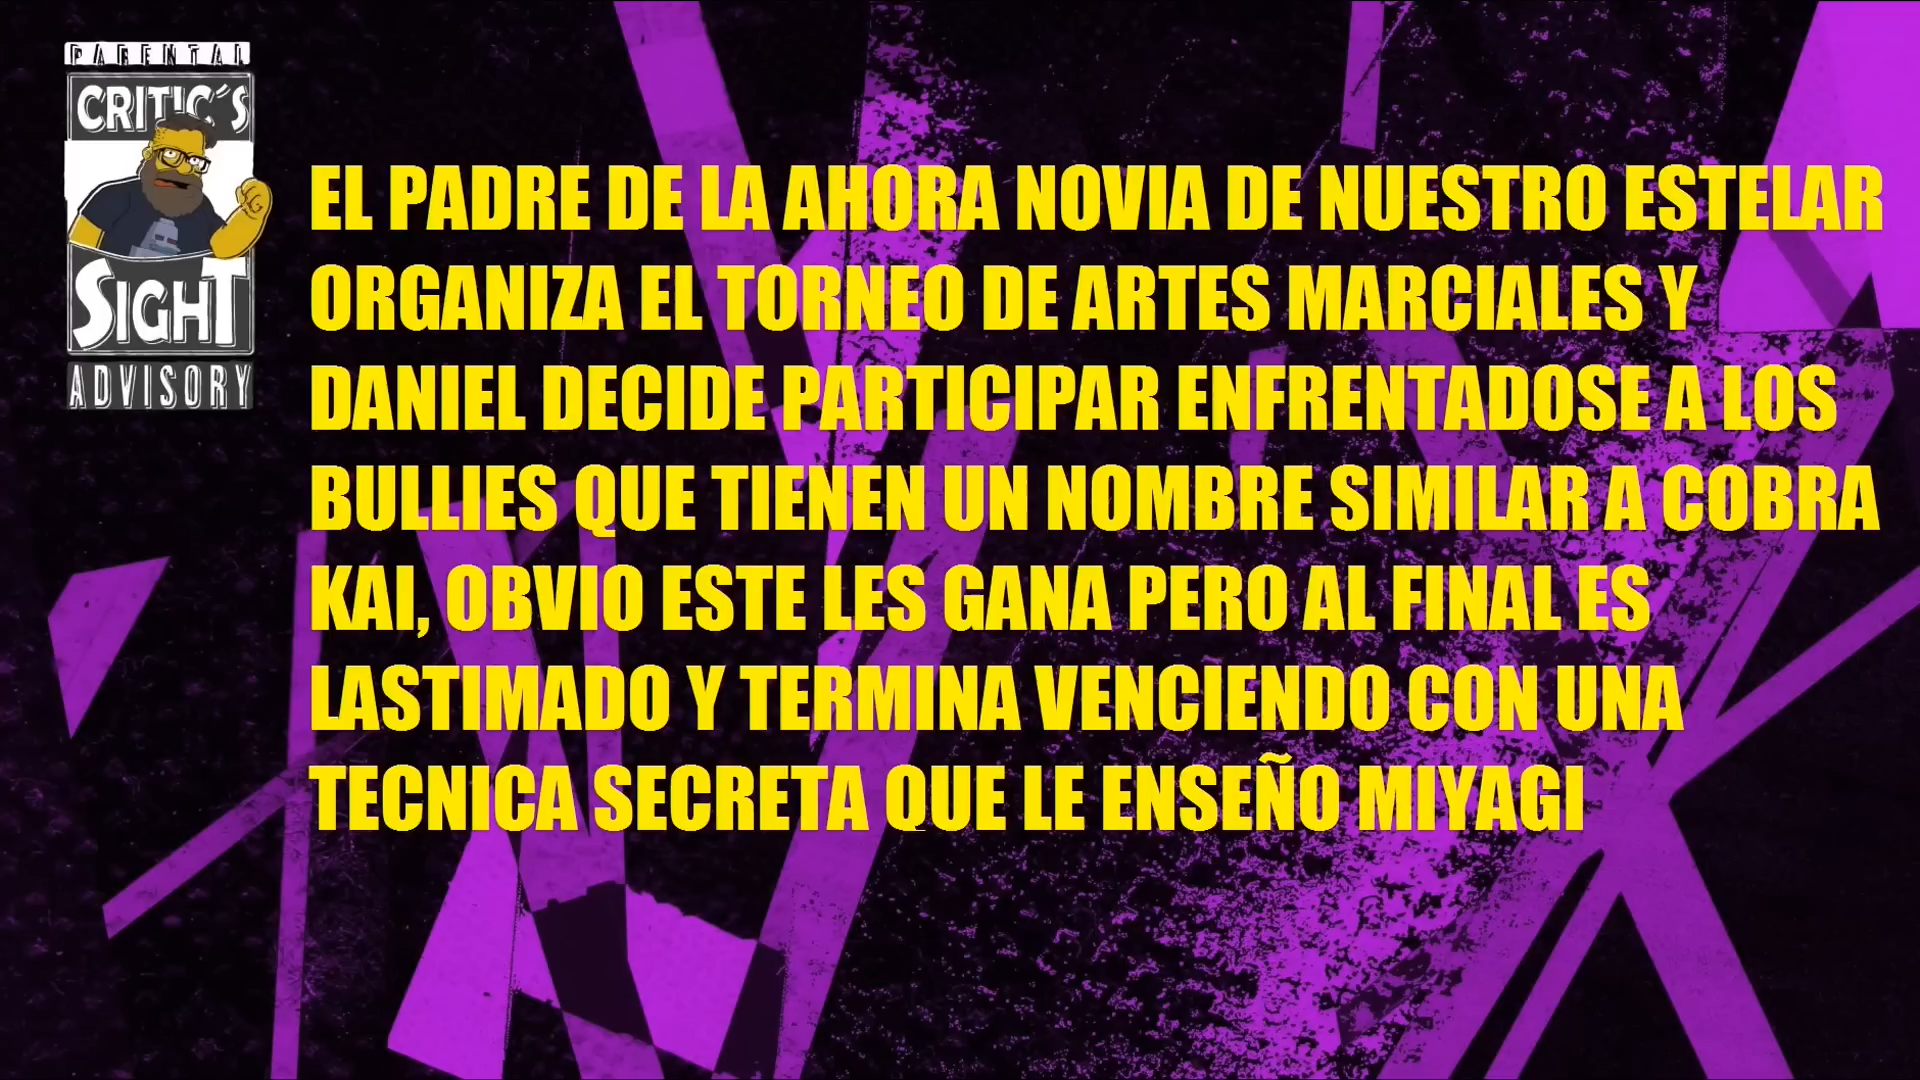 PARENTAL
CRITIC´S
SIGHT
ADVISORY
EL PADRE DE LA AHORA NOVIA DE NUESTRO ESTELAR
ORGANIZA EL TORNEO DE ARTES MARCIALES Y
DANIEL DECIDE PARTICIPAR ENFRENTADOSE A LOS
BULLIES QUE TIENEN UN NOMBRE SIMILAR A COBRA
KAI, OBVIO ESTE LES GANA PERO AL FINAL ES
LASTIMADO Y TERMINA VENCIENDO CON UNA
TECNICA SECRETA QUE LE ENSEÑO MIYAGI